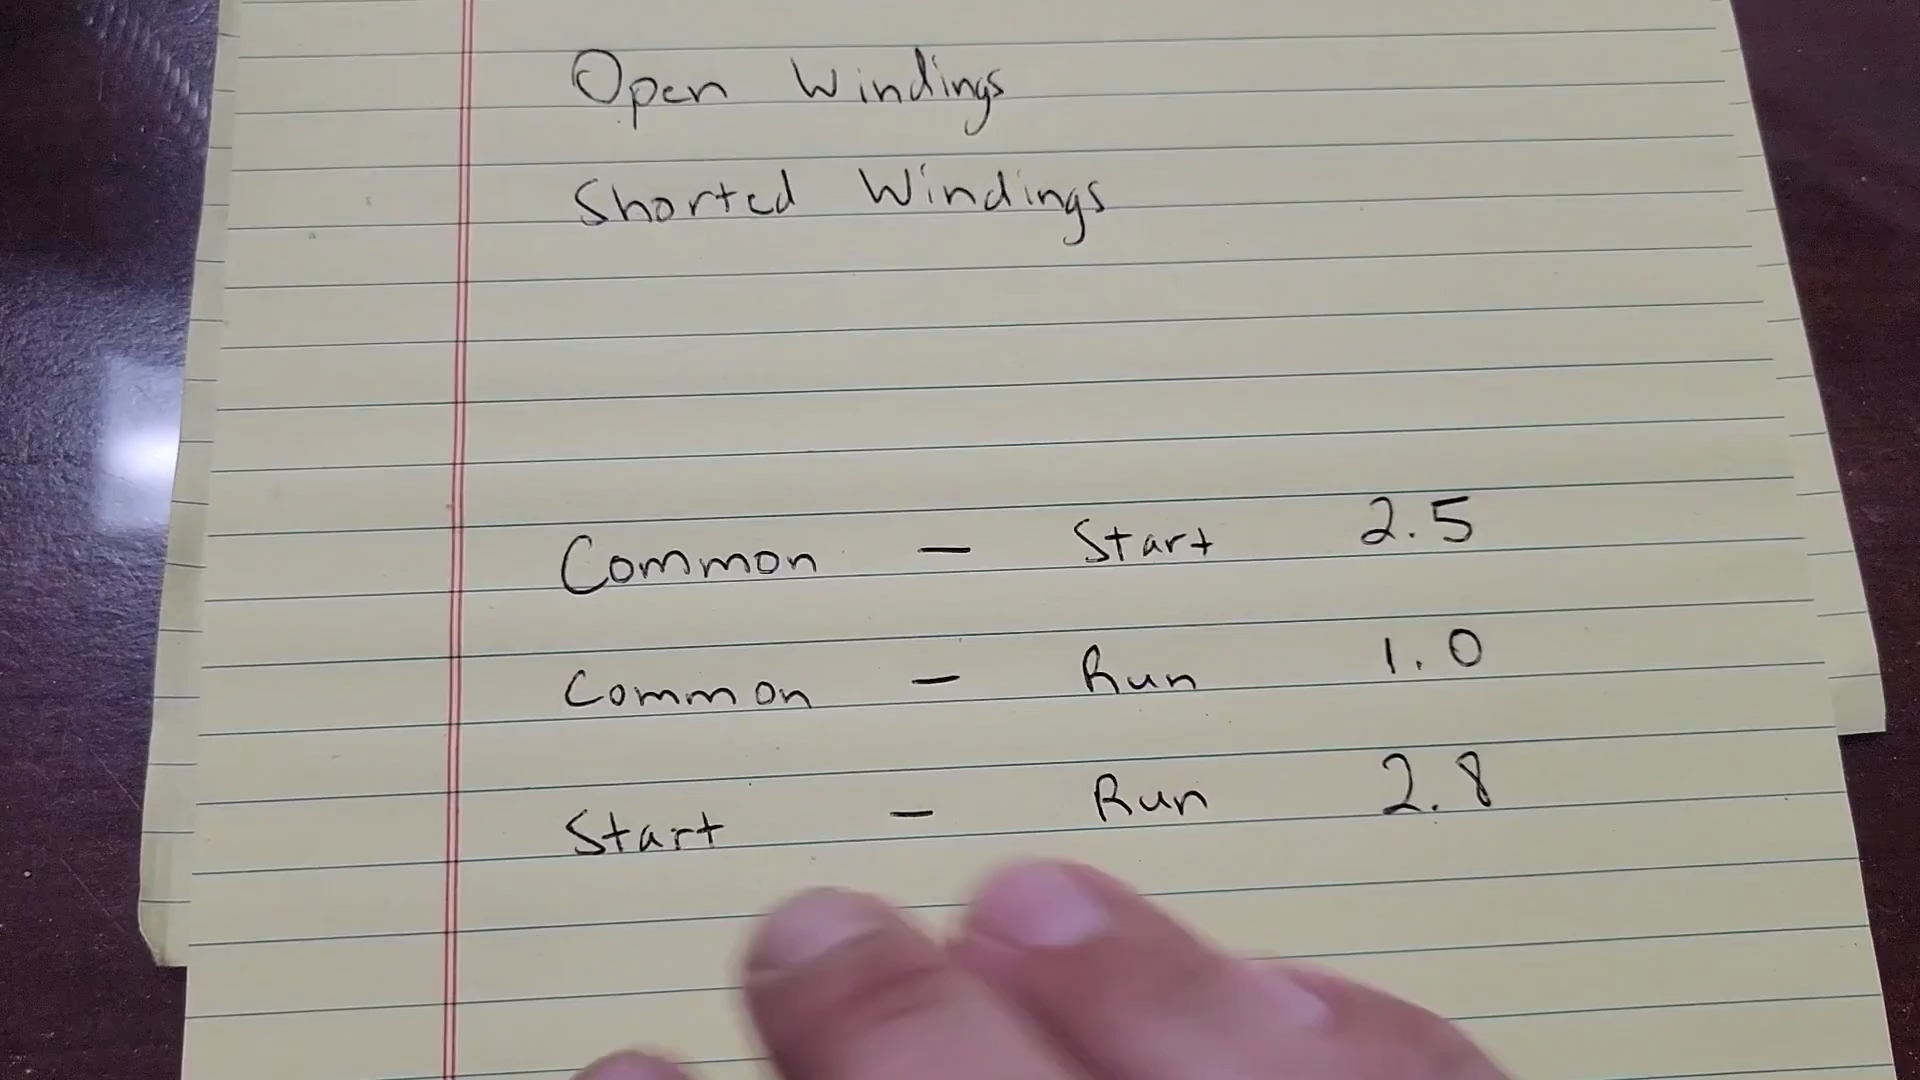 Open Windings
Shorted Windings
Common - Start 2.5
Common - Run 1.0
Start - Run 2.8